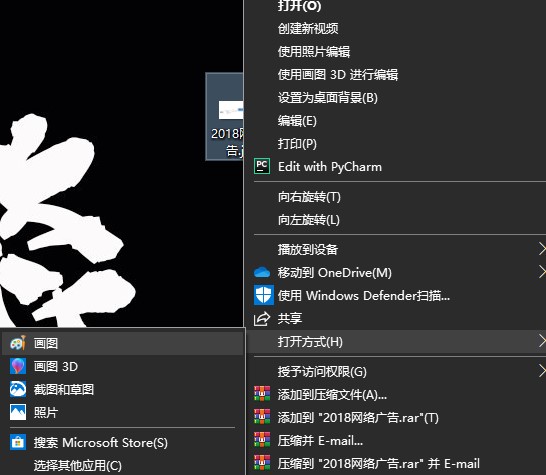 打开(O)
创建新视频
使用照片编辑
使用画图 3D 进行编辑
设置为桌面背景(B)
编辑(E)
打印(P)
PC
Edit with PyCharm
向右旋转(T)
向左旋转(L)
播放到设备
移动到 OneDrive(M)
使用 Windows Defender扫描...
共享
打开方式(H)
授予访问权限(G)
添加到压缩文件(A)...
添加到 "2018网络广告.rar"(T)
压缩并 E-mail...
压缩到 "2018网络广告.rar" 并 E-mail
2018网
告.j
画图
画图 3D
截图和草图
照片
搜索 Microsoft Store(S)
选择其他应用(C)